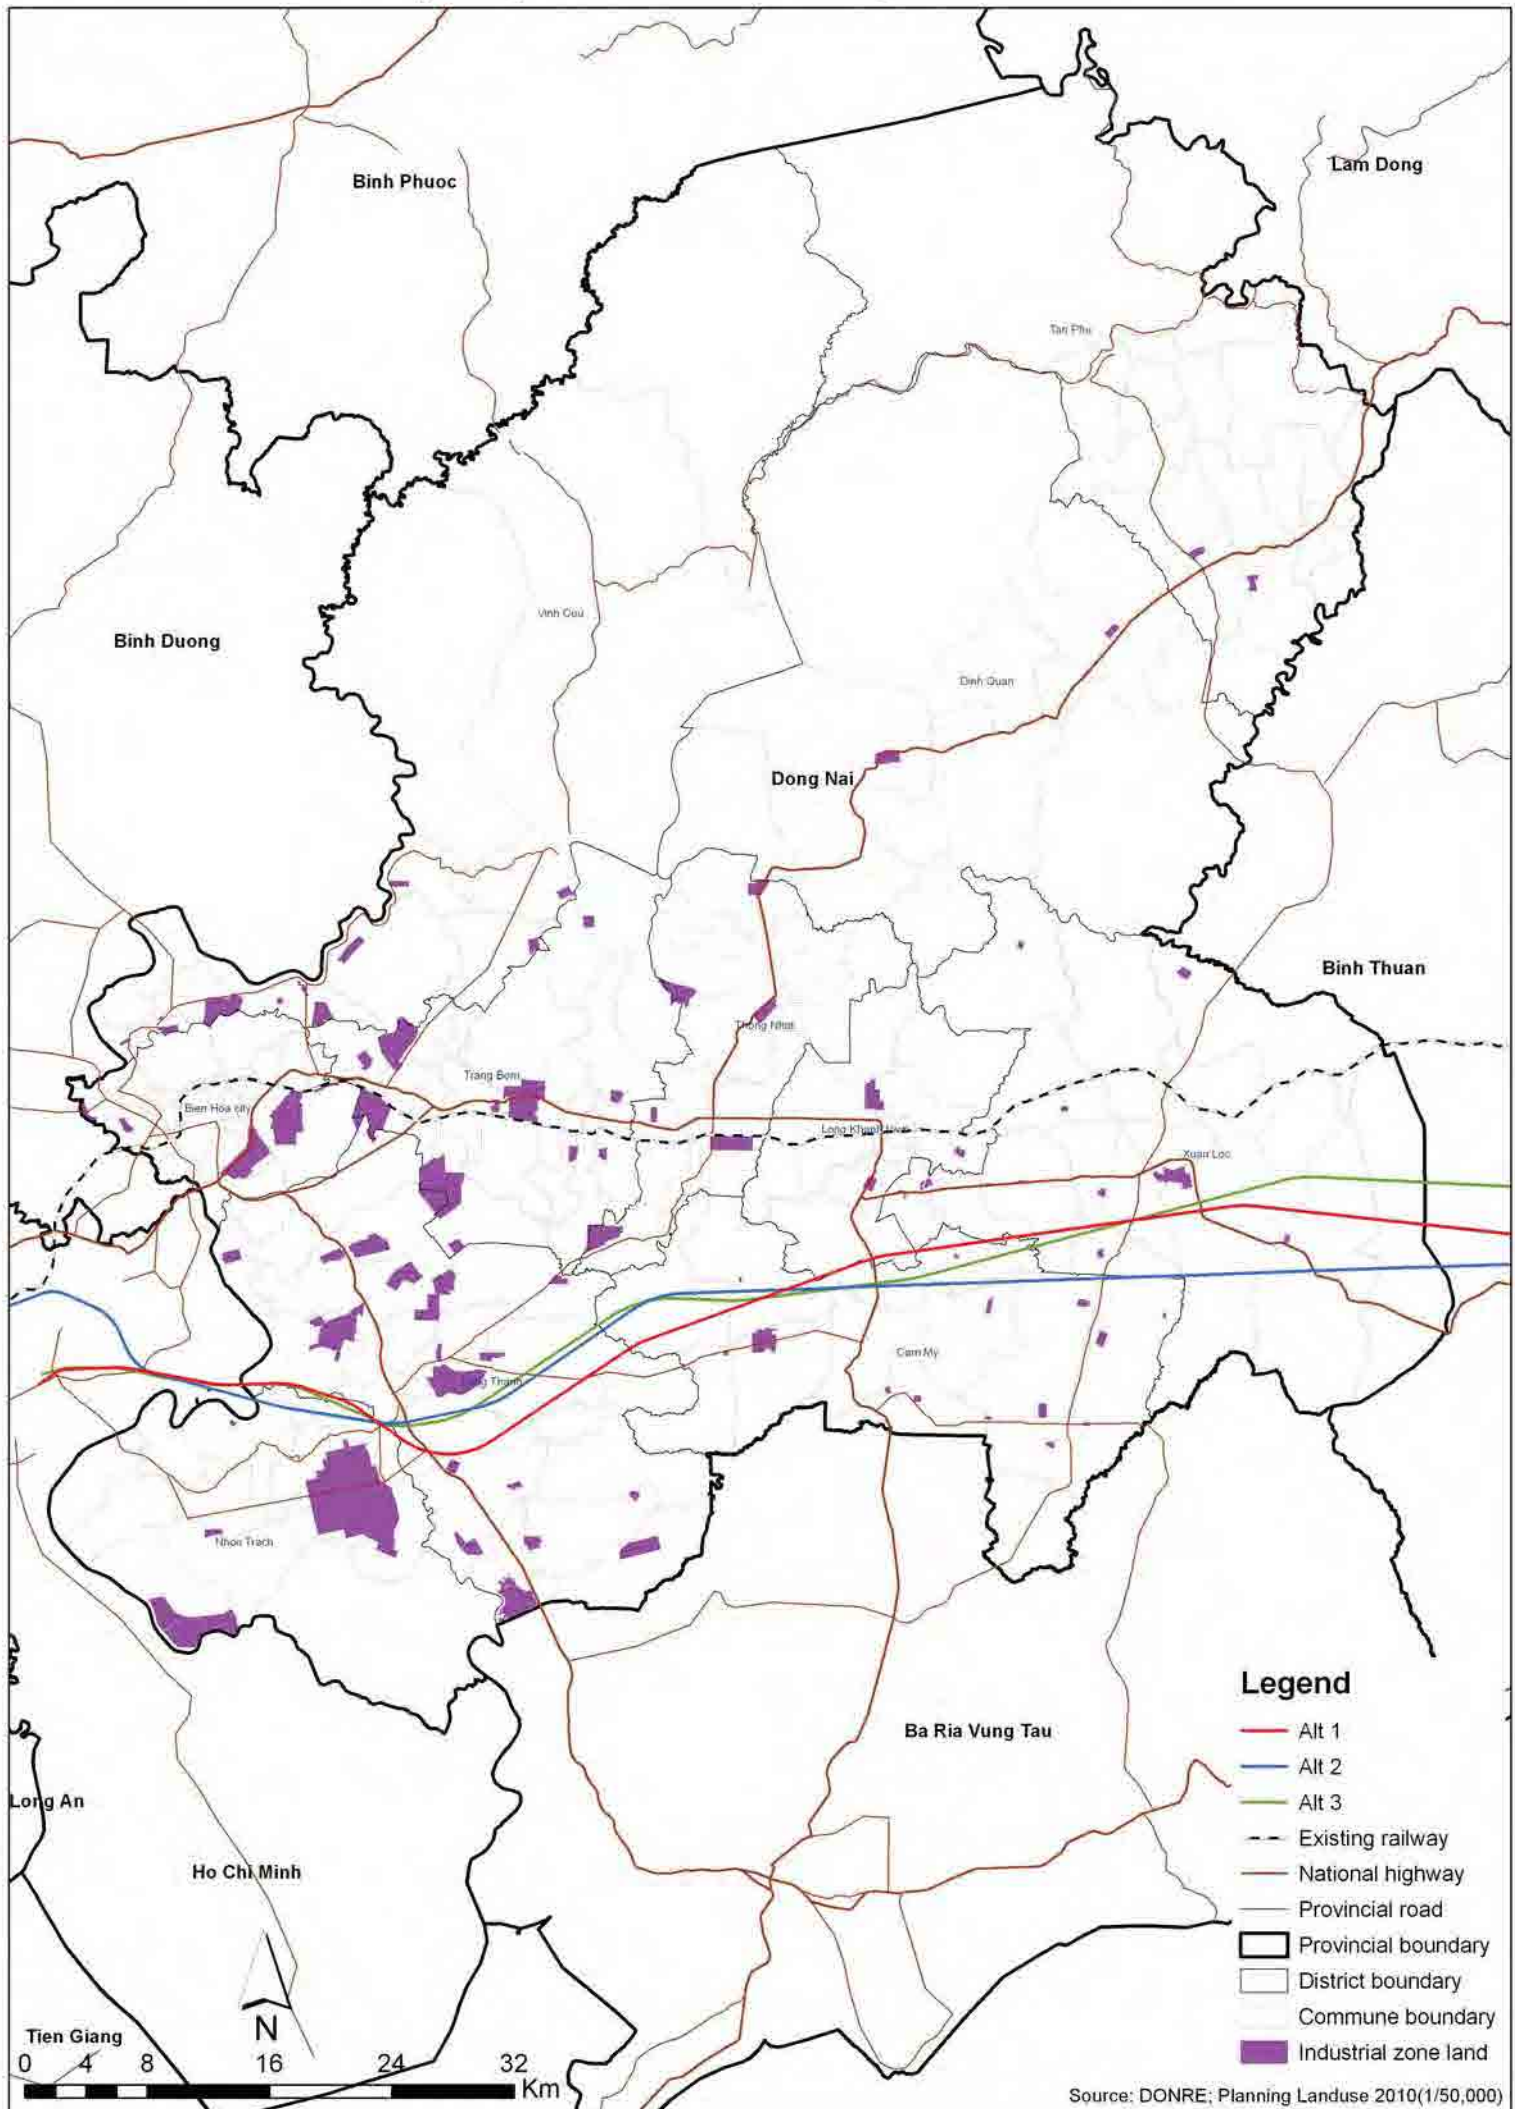 Binh Phuoc
Lam Dong
Tan Phu
Vinh Cuu
Binh Duong
Dinh Quan
Dong Nai
Binh Thuan
Thong Nhat
Trang Bom
Bien Hoa city
Long Khanh
Xuan Loc
Cam My
Long Thanh
Nhon Trach
Legend
Alt 1
Ba Ria Vung Tau
Alt 2
Long An
Alt 3
Existing railway
Ho Chi Minh
National highway
Provincial road
Provincial boundary
District boundary
N
Commune boundary
Tien Giang
Industrial zone land
0 4 8 16 24 32
Km
Source: DONRE; Planning Landuse 2010(1/50,000)